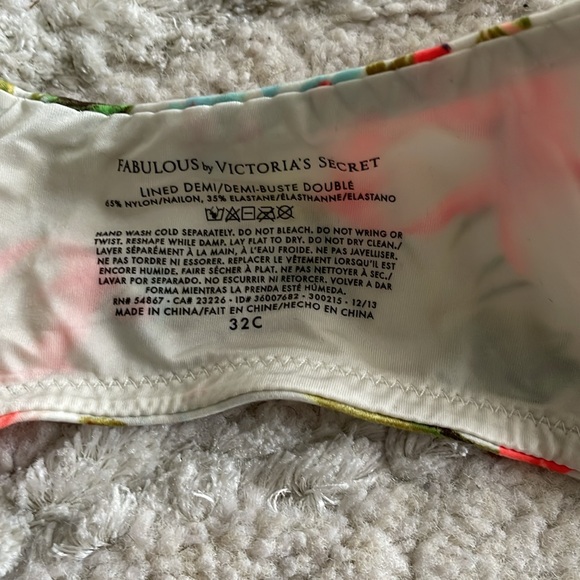 FABULOUS by VICTORIA'S SECRET
LINED DEMI/DEMI-BUSTE DOUBLÉ
65% NYLON/NAILON, 35% ELASTANE/ÉLASTHANNE/ELASTANO
HAND WASH COLD SEPARATELY. DO NOT BLEACH. DO NOT WRING OR
TWIST. RESHAPE WHILE DAMP. LAY FLAT TO DRY. DO NOT DRY CLEAN./
LAVER SÉPARÉMENT À LA MAIN, À L'EAU FROIDE. NE PAS JAVELLISER.
NE PAS TORDRE NI ESSORER. REPLACER LE VÊTEMENT LORSQU'IL EST
ENCORE HUMIDE. FAIRE SÉCHER À PLAT. NE PAS NETTOYER À SEC./
LAVAR POR SEPARADO. NO ESCURRIR NI RETORCER. VOLVER A DAR
FORMA MIENTRAS LA PRENDA ESTÉ HÚMEDA.
RN# 54867 • CA# 23226 • ID# 36007682 • 300215 • 12/13
MADE IN CHINA/FAIT EN CHINE/HECHO EN CHINA
32C